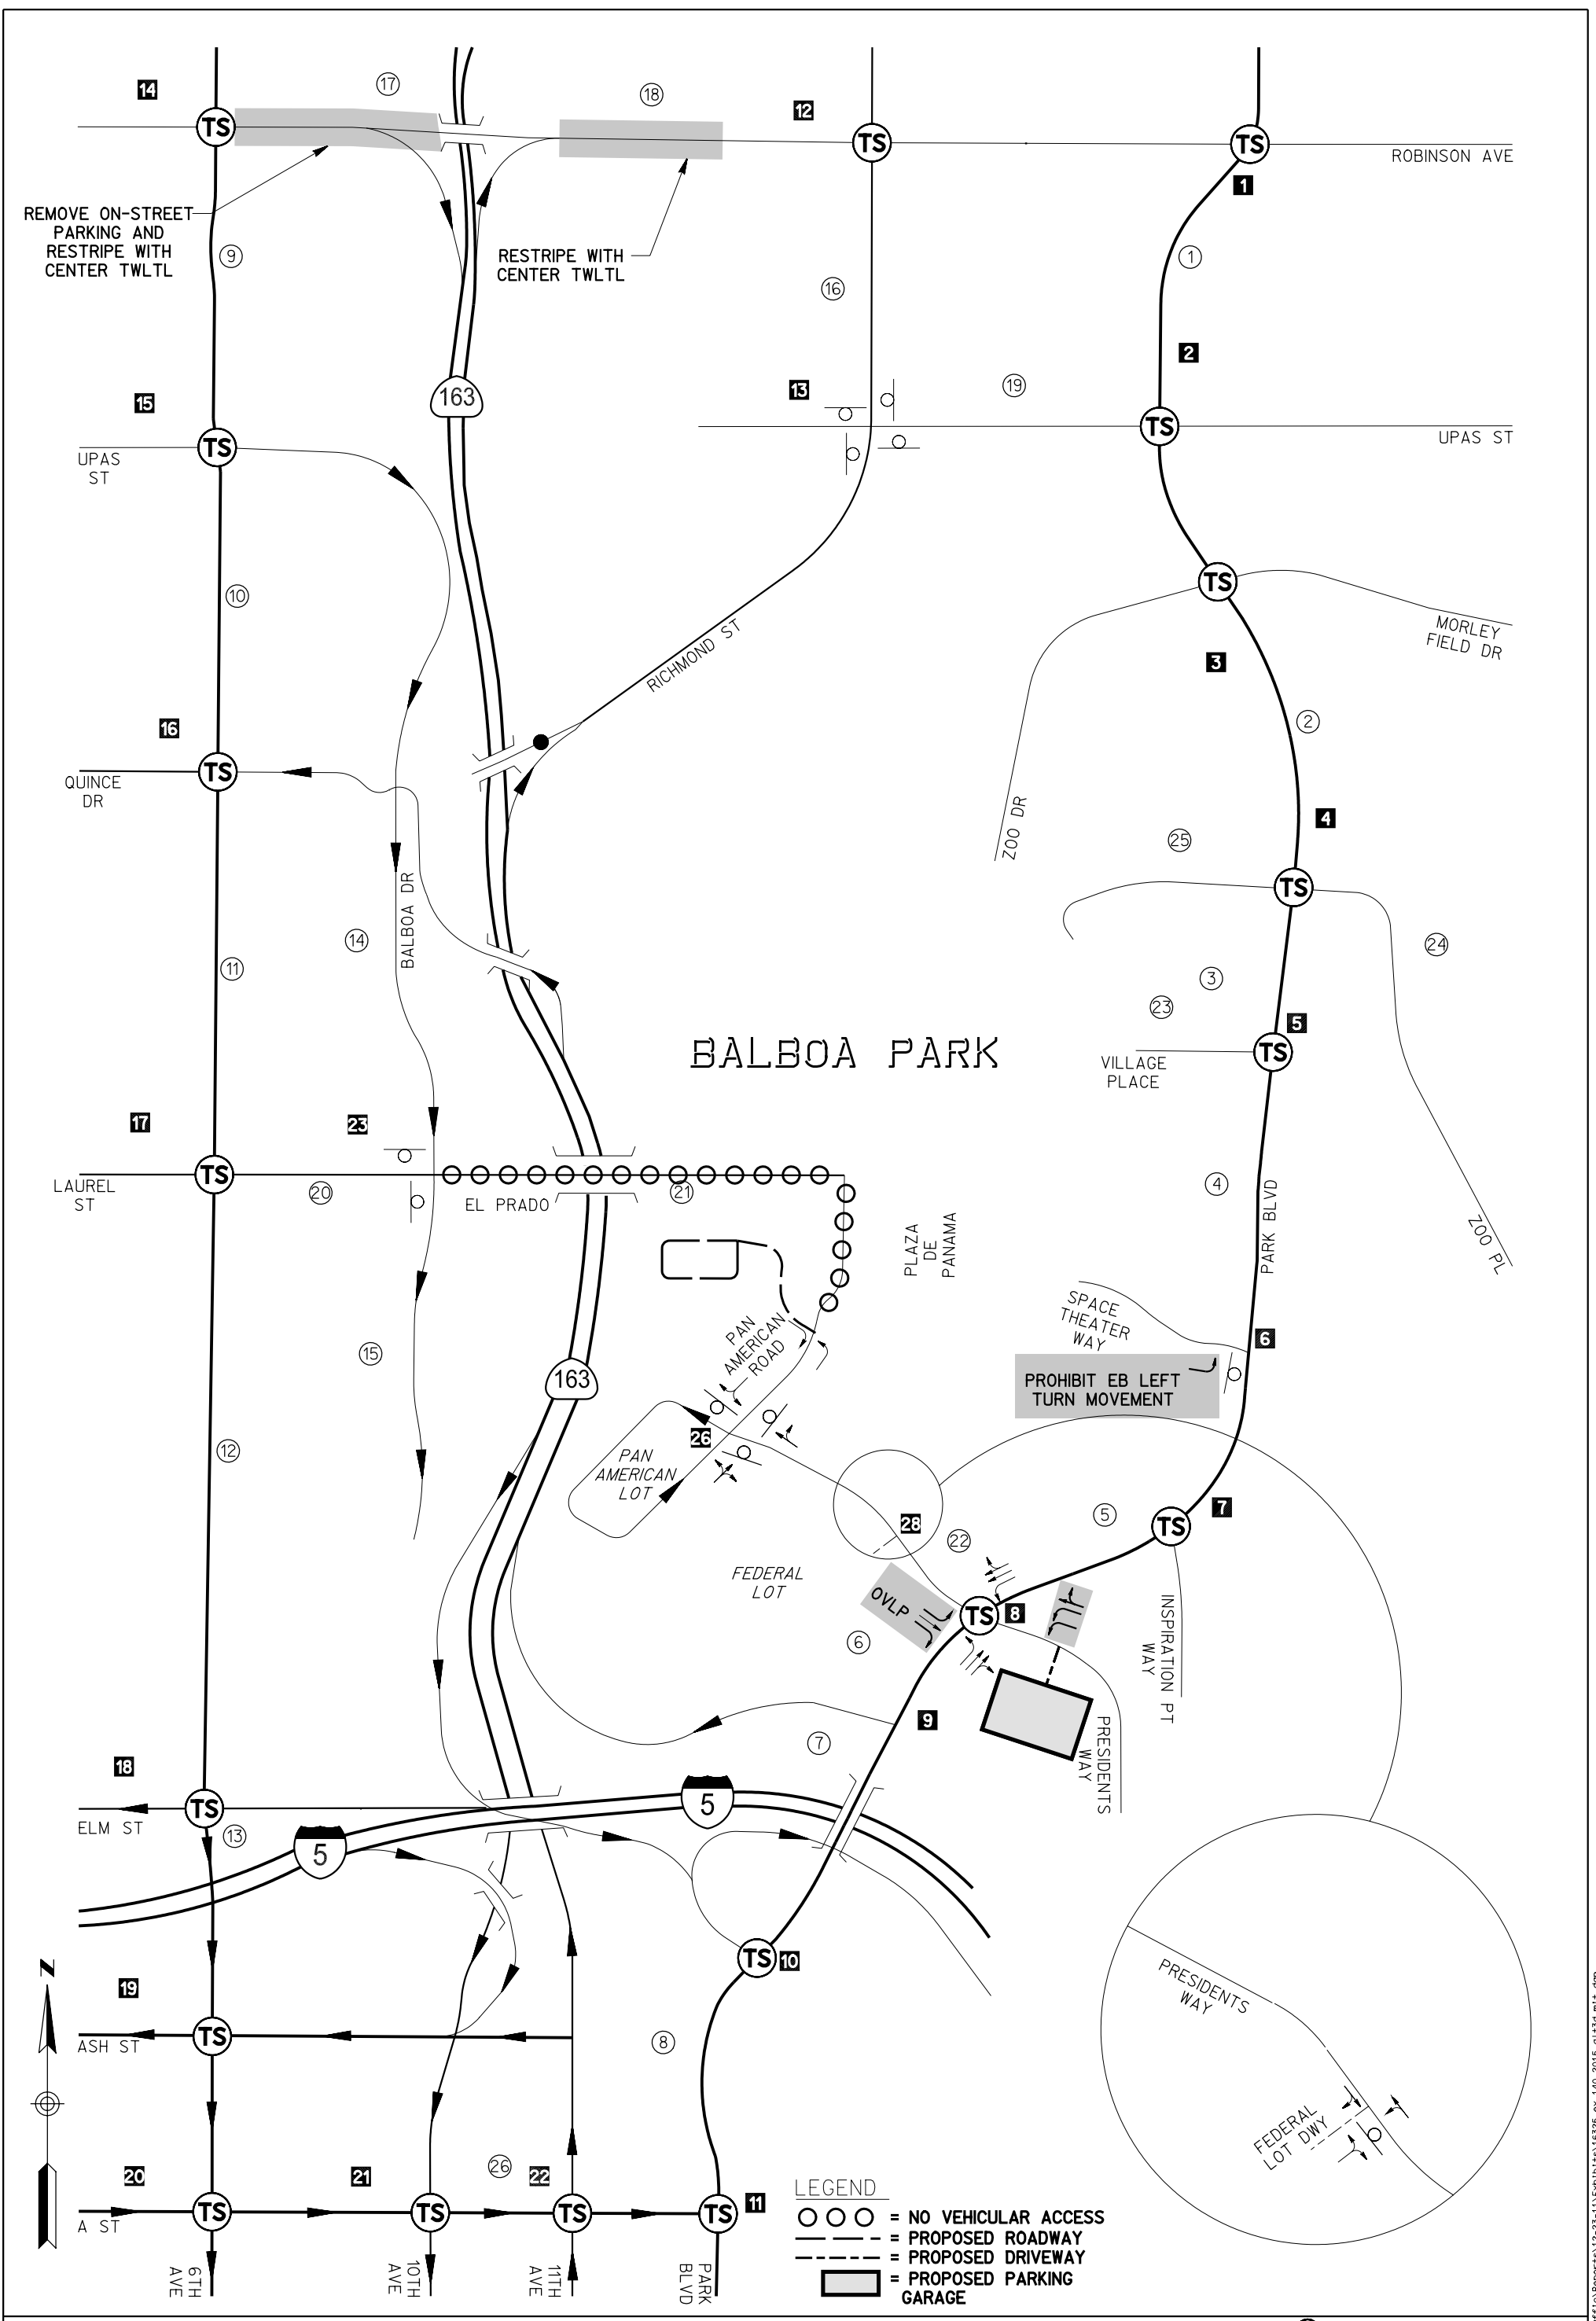 17
18
14
12
TS
TS
TS
ROBINSON AVE
1
REMOVE ON-STREET
PARKING AND
RESTRIPE WITH
CENTER TWLTL
9
RESTRIPE WITH
CENTER TWLTL
1
16
2
163
15
13
19
TS
UPAS
ST
TS
UPAS ST
10
TS
RICHMOND ST
MORLEY
FIELD DR
3
2
16
TS
QUINCE
DR
ZOO DR
4
25
TS
BALBOA DR
14
11
24
3
23
5
BALBOA PARK
TS
VILLAGE
PLACE
17
23
TS
LAUREL
ST
20
EL PRADO
21
4
PARK BLVD
PLAZA
DE
PANAMA
ZOO PL
SPACE
THEATER
WAY
6
PAN
AMERICAN
ROAD
15
163
PROHIBIT EB LEFT
TURN MOVEMENT
12
26
PAN
AMERICAN
LOT
7
5
TS
28
22
FEDERAL
LOT
OVLP
TS
8
INSPIRATION PT
WAY
6
9
7
PRESIDENTS
WAY
18
TS
ELM ST
13
5
5
TS
10
PRESIDENTS
WAY
N
19
TS
ASH ST
8
FEDERAL
LOT DWY
20
21
26
22
11
TS
TS
TS
TS
A ST
6TH
AVE
10TH
AVE
11TH
AVE
PARK
BLVD
LEGEND
= NO VEHICULAR ACCESS
= PROPOSED ROADWAY
= PROPOSED DRIVEWAY
= PROPOSED PARKING
GARAGE